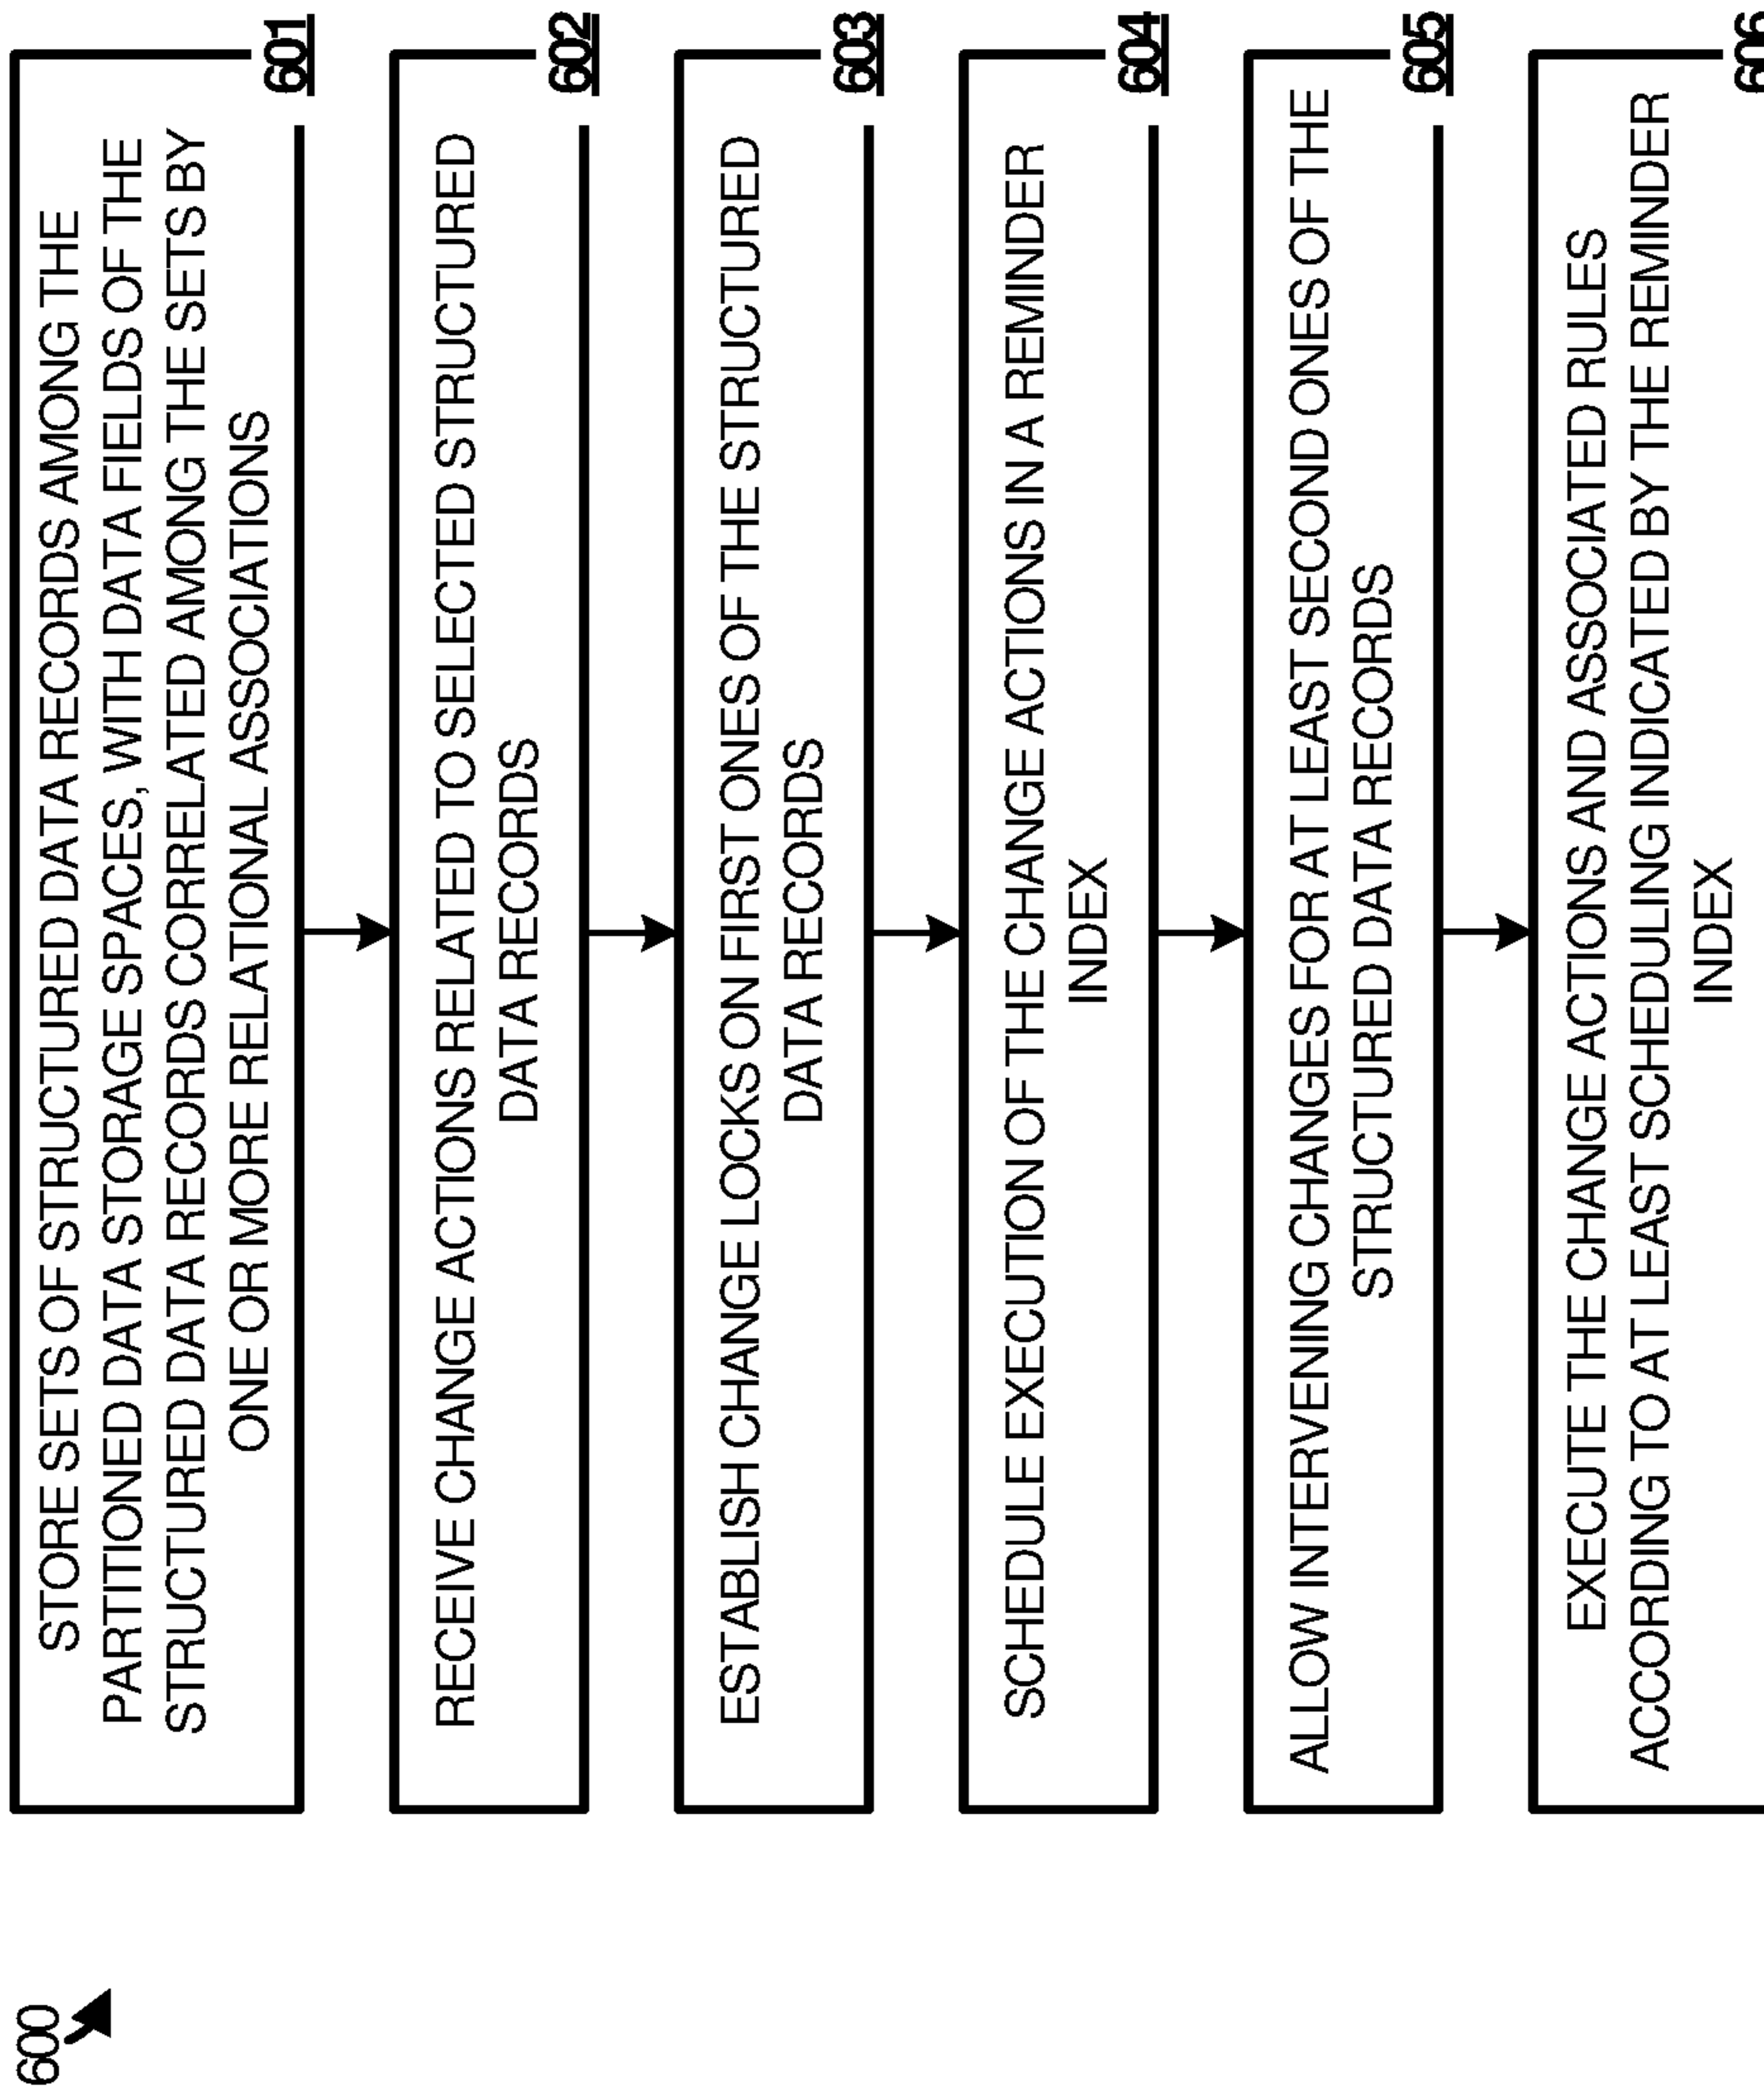 600
STORE SETS OF STRUCTURED DATA RECORDS AMONG THE
PARTITIONED DATA STORAGE SPACES, WITH DATA FIELDS OF THE
STRUCTURED DATA RECORDS CORRELATED AMONG THE SETS BY
ONE OR MORE RELATIONAL ASSOCIATIONS
601
RECEIVE CHANGE ACTIONS RELATED TO SELECTED STRUCTURED
DATA RECORDS
602
ESTABLISH CHANGE LOCKS ON FIRST ONES OF THE STRUCTURED
DATA RECORDS
603
SCHEDULE EXECUTION OF THE CHANGE ACTIONS IN A REMINDER
INDEX
604
ALLOW INTERVENING CHANGES FOR AT LEAST SECOND ONES OF THE
STRUCTURED DATA RECORDS
605
EXECUTE THE CHANGE ACTIONS AND ASSOCIATED RULES
ACCORDING TO AT LEAST SCHEDULING INDICATED BY THE REMINDER
INDEX
606